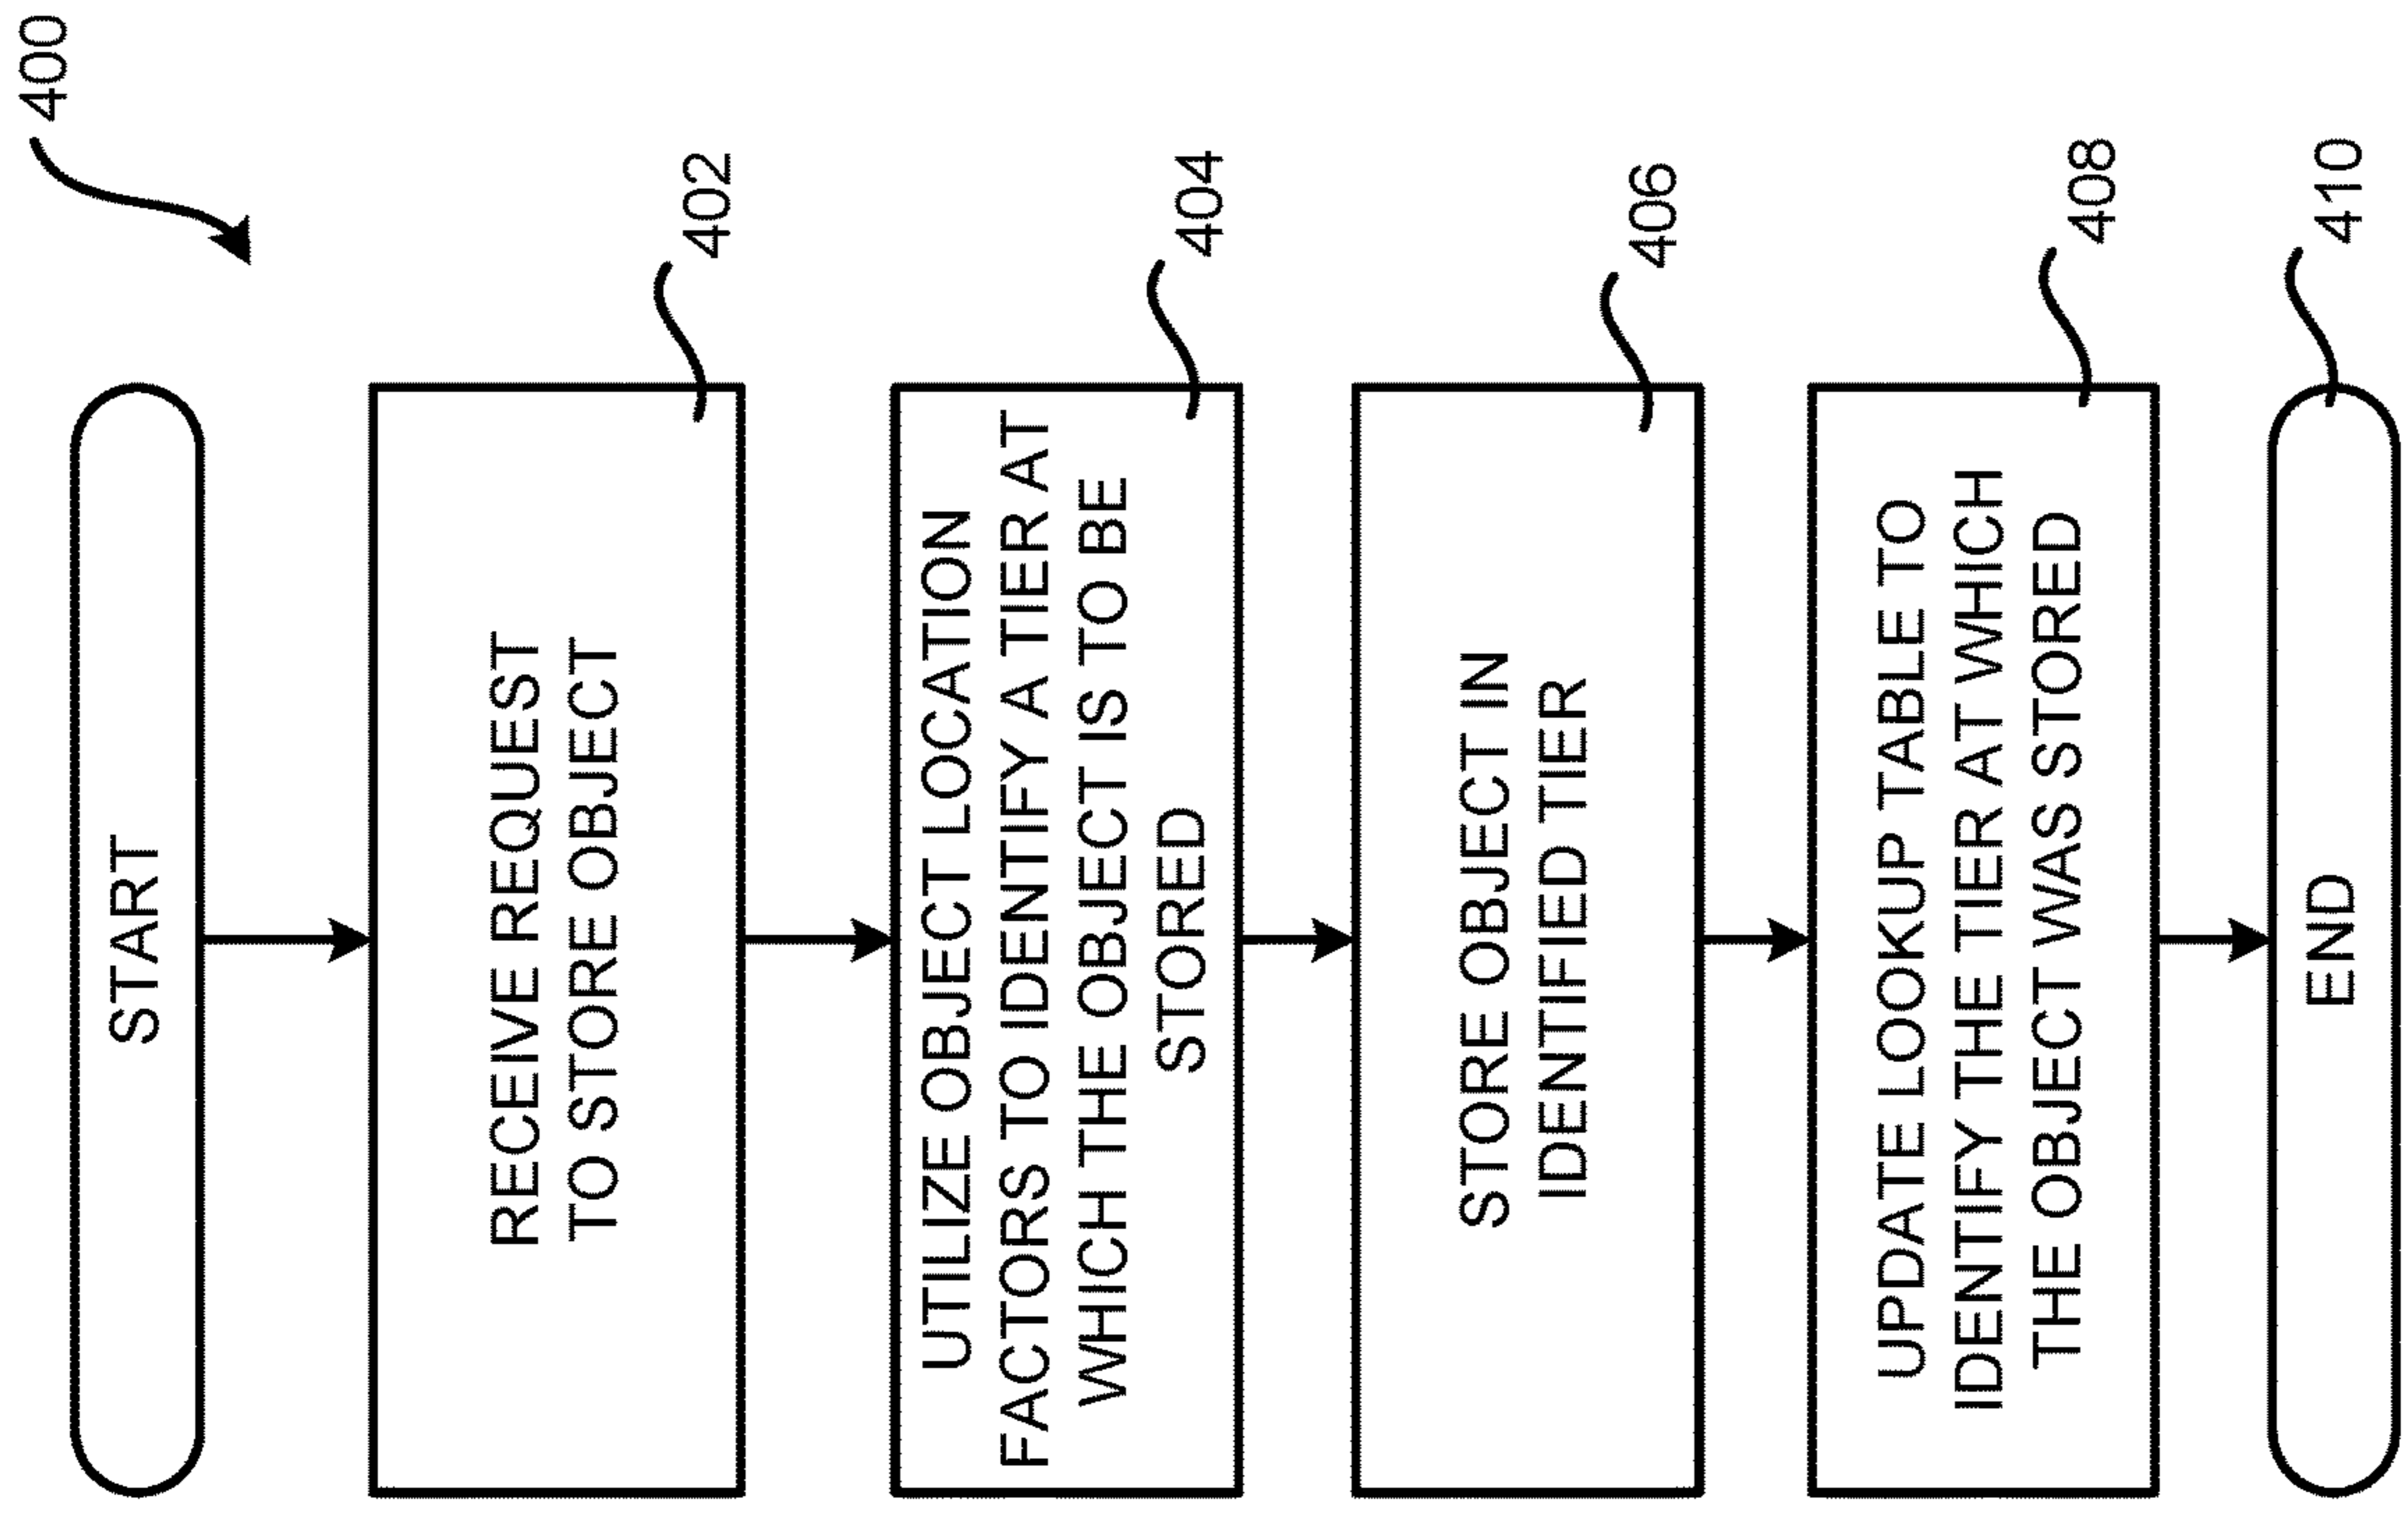 400
START
RECEIVE REQUEST
TO STORE OBJECT
402
UTILIZE OBJECT LOCATION
FACTORS TO IDENTIFY A TIER AT
WHICH THE OBJECT IS TO BE
STORED
404
STORE OBJECT IN
IDENTIFIED TIER
406
UPDATE LOOKUP TABLE TO
IDENTIFY THE TIER AT WHICH
THE OBJECT WAS STORED
408
END
410